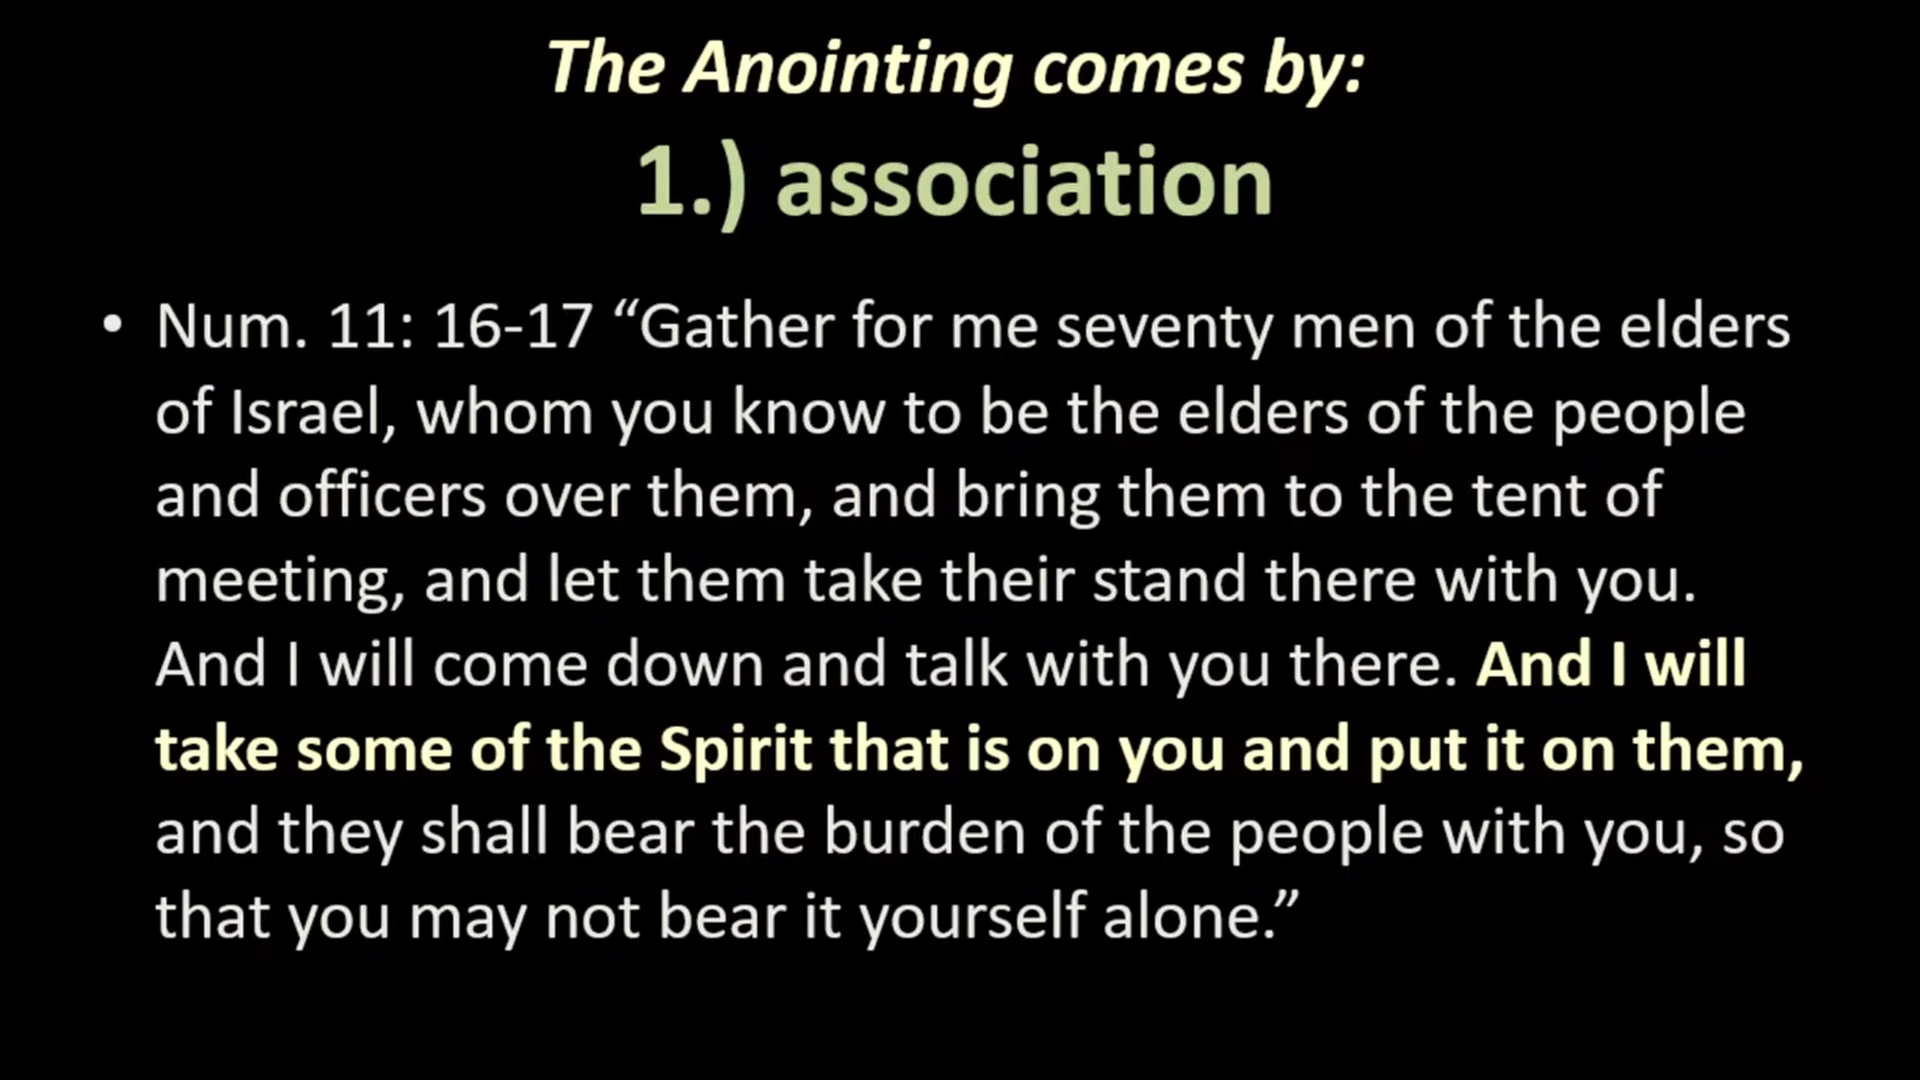 The Anointing comes by:
1.) association
• Num. 11: 16-17 “Gather for me seventy men of the elders
of Israel, whom you know to be the elders of the people
and officers over them, and bring them to the tent of
meeting, and let them take their stand there with you.
And I will come down and talk with you there. And I will
take some of the Spirit that is on you and put it on them,
and they shall bear the burden of the people with you, so
that you may not bear it yourself alone.”